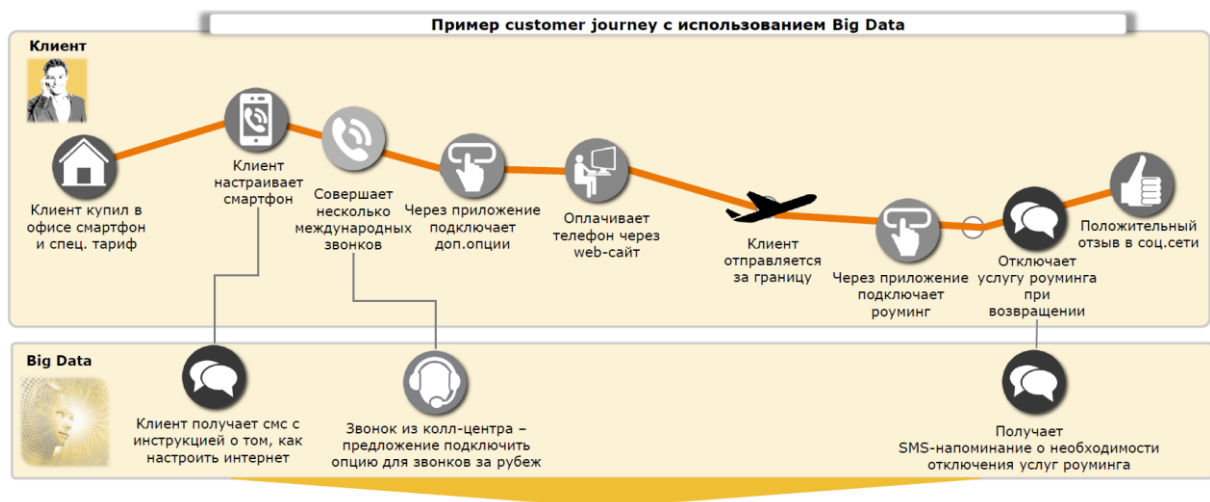 Пример customer journey с использованием Big Data
Клиент
Клиент купил в
офисе смартфон
и спец. тариф
Клиент
настраивает
смартфон
Совершает
несколько
международных
звонков
Через приложение
подключает
доп.опции
Оплачивает
телефон через
web-сайт
Клиент
отправляется
за границу
Через приложение
подключает
роуминг
Отключает
услугу роуминга
при
возвращении
Положительный
отзыв в соц.сети
Big Data
Клиент получает смс с
инструкцией о том, как
настроить интернет
Звонок из колл-центра –
предложение подключить
опцию для звонков за рубеж
Получает
SMS-напоминание о необходимости
отключения услуг роуминга